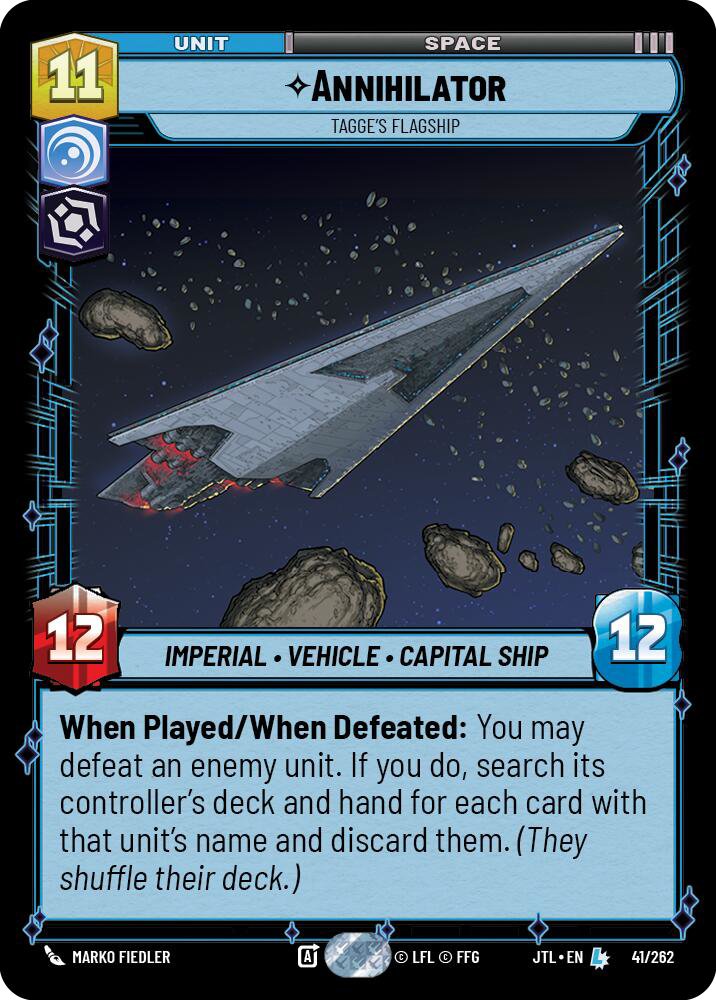 UNIT
SPACE
11
✧ANNIHILATOR
TAGGE'S FLAGSHIP
12
IMPERIAL • VEHICLE • CAPITAL SHIP
12
When Played/When Defeated: You may
defeat an enemy unit. If you do, search its
controller's deck and hand for each card with
that unit's name and discard them. (They
shuffle their deck.)
MARKO FIEDLER
A
© LFL © FFG
JTL • EN
L
41/262